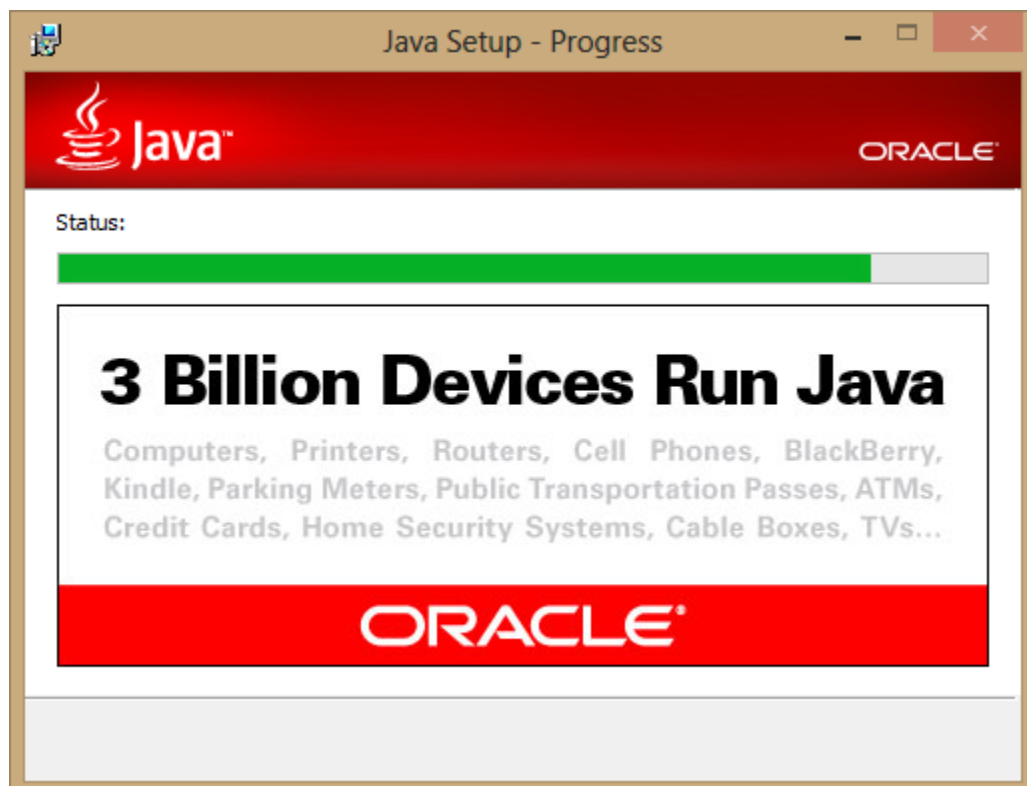 Java Setup - Progress
Java™
ORACLE®
Status:
3 Billion Devices Run Java
Computers, Printers, Routers, Cell Phones, BlackBerry,
Kindle, Parking Meters, Public Transportation Passes, ATMs,
Credit Cards, Home Security Systems, Cable Boxes, TVs...
ORACLE®